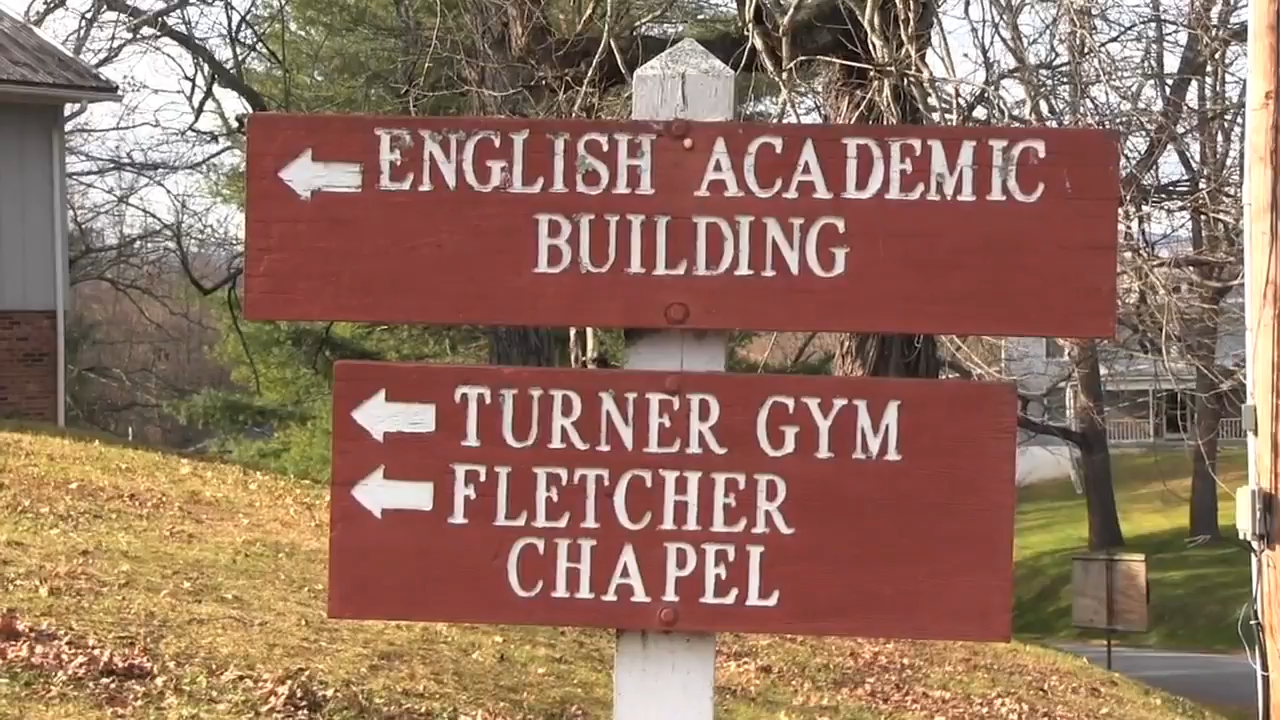 ENGLISH ACADEMIC
BUILDING
TURNER GYM
FLETCHER
CHAPEL